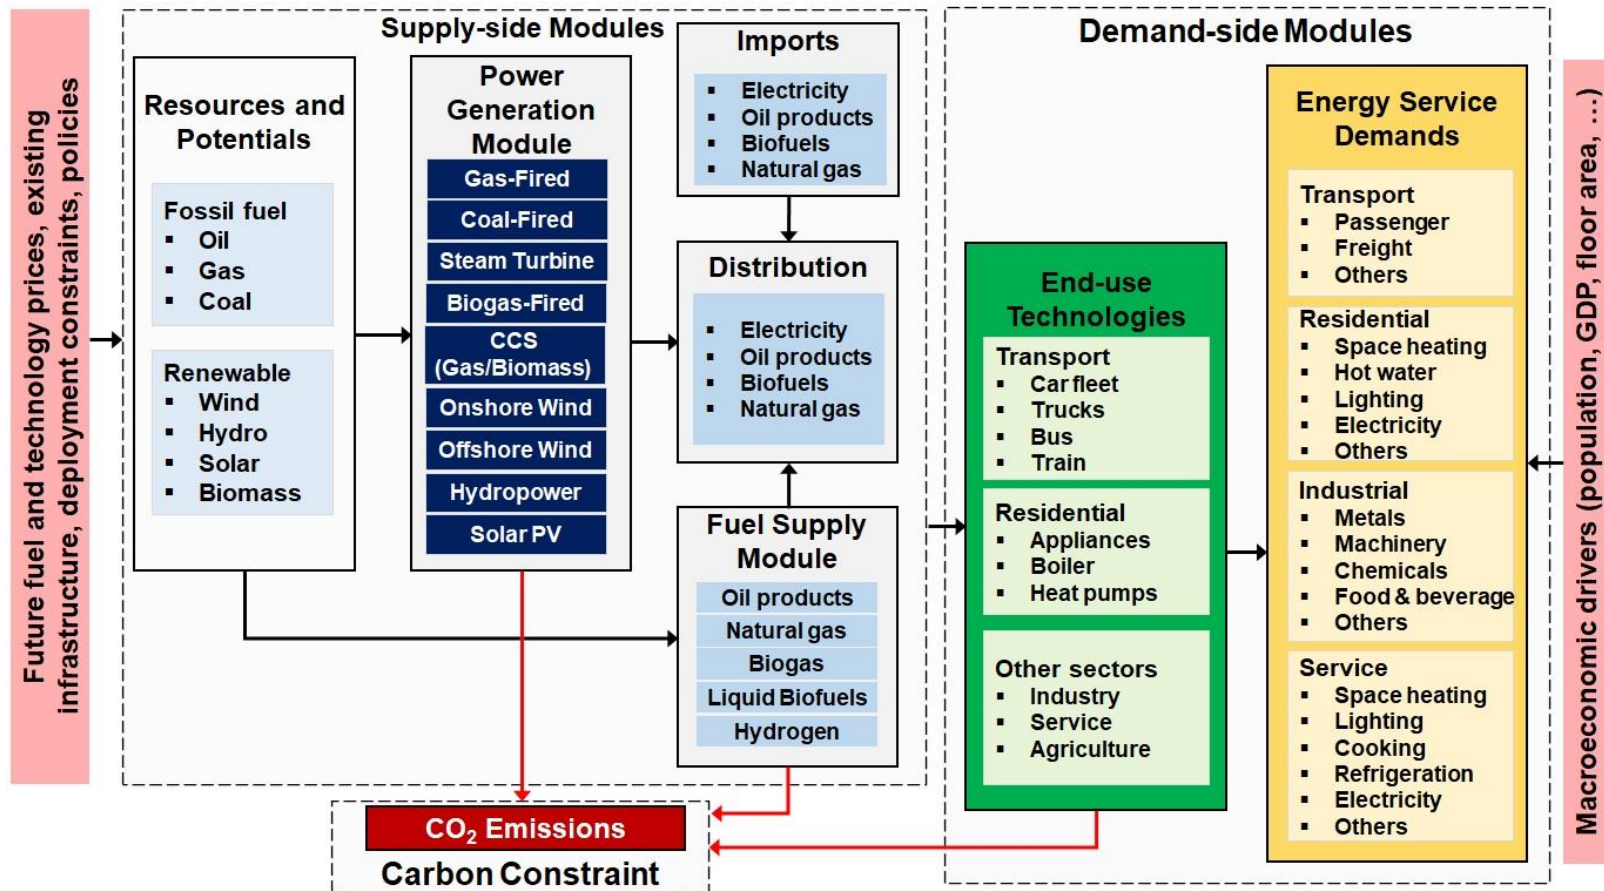 Future fuel and technology prices, existing
infrastructure, deployment constraints, policies
Supply-side Modules
Resources and
Potentials
Fossil fuel
▪ Oil
▪ Gas
▪ Coal
Renewable
▪ Wind
▪ Hydro
▪ Solar
▪ Biomass
Power
Generation
Module
Gas-Fired
Coal-Fired
Steam Turbine
Biogas-Fired
CCS
(Gas/Biomass)
Onshore Wind
Offshore Wind
Hydropower
Solar PV
Imports
▪ Electricity
▪ Oil products
▪ Biofuels
▪ Natural gas
Distribution
▪ Electricity
▪ Oil products
▪ Biofuels
▪ Natural gas
Fuel Supply
Module
Oil products
Natural gas
Biogas
Liquid Biofuels
Hydrogen
CO₂ Emissions
Carbon Constraint
Demand-side Modules
End-use
Technologies
Transport
▪ Car fleet
▪ Trucks
▪ Bus
▪ Train
Residential
▪ Appliances
▪ Boiler
▪ Heat pumps
Other sectors
▪ Industry
▪ Service
▪ Agriculture
Energy Service
Demands
Transport
▪ Passenger
▪ Freight
▪ Others
Residential
▪ Space heating
▪ Hot water
▪ Lighting
▪ Electricity
▪ Others
Industrial
▪ Metals
▪ Machinery
▪ Chemicals
▪ Food & beverage
▪ Others
Service
▪ Space heating
▪ Lighting
▪ Cooking
▪ Refrigeration
▪ Electricity
▪ Others
Macroeconomic drivers (population, GDP, floor area, …)